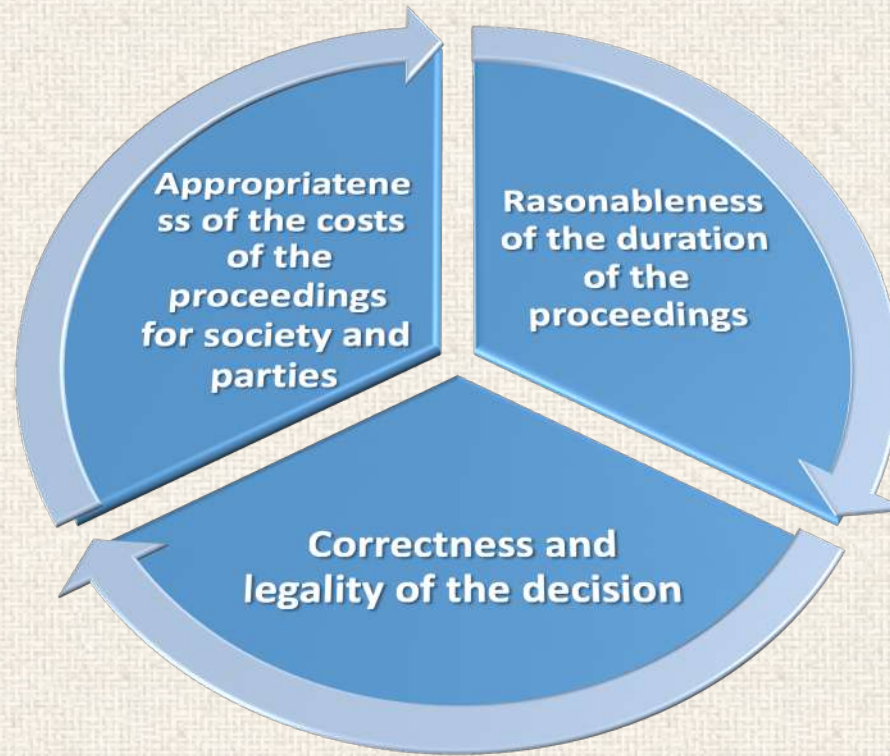 Appropriatene
ss of the costs
of the
proceedings
for society and
parties
Rasonableness
of the duration
of the
proceedings
Correctness and
legality of the decision